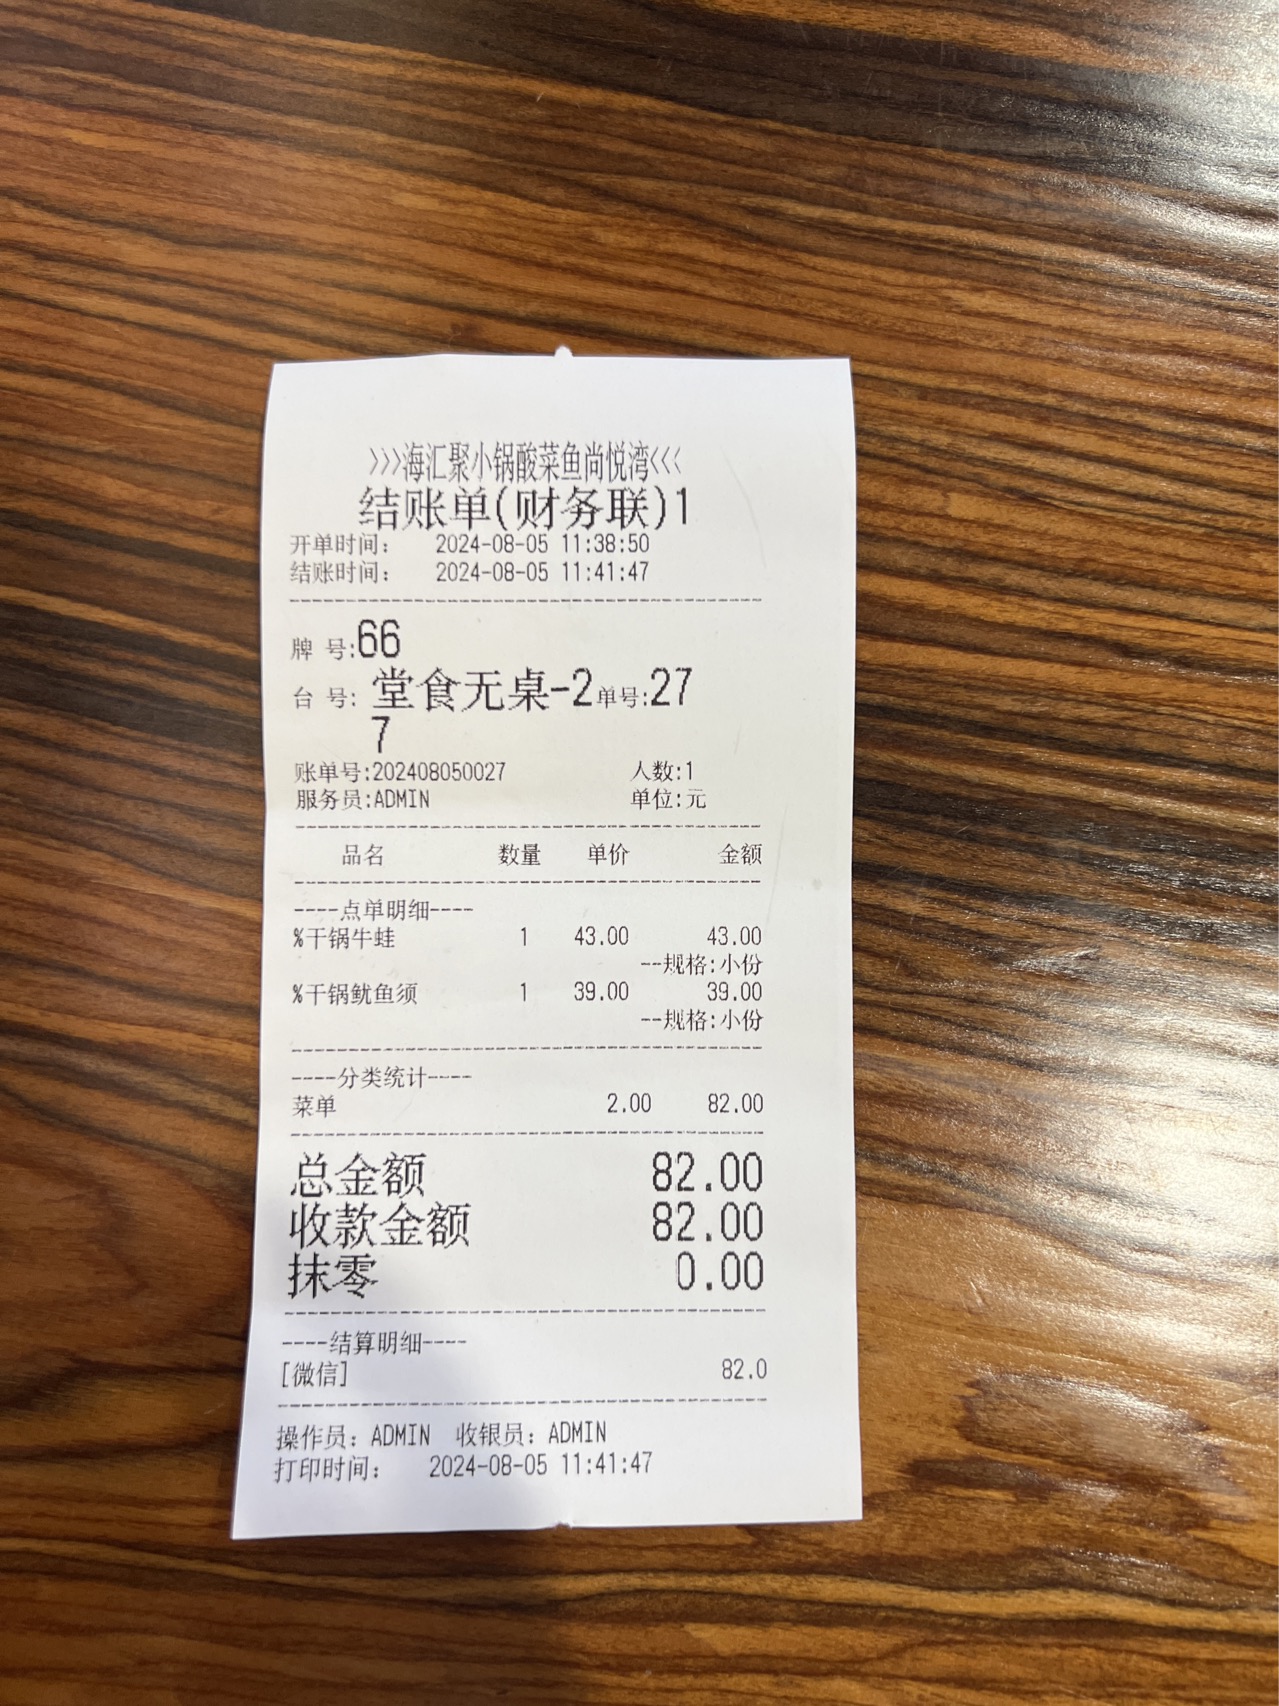 >>>海汇聚小锅酸菜鱼尚悦湾<<<
结账单(财务联)1
开单时间: 2024-08-05 11:38:50
结账时间: 2024-08-05 11:41:47
牌 号:66
台 号: 堂食无桌-2 单号:27
7
账单号:202408050027 人数:1
服务员:ADMIN 单位:元
品名 数量 单价 金额
----点单明细----
%干锅牛蛙 1 43.00 43.00
--规格:小份
%干锅鱿鱼须 1 39.00 39.00
--规格:小份
----分类统计----
菜单 2.00 82.00
总金额 82.00
收款金额 82.00
抹零 0.00
----结算明细----
[微信] 82.0
操作员: ADMIN 收银员: ADMIN
打印时间: 2024-08-05 11:41:47